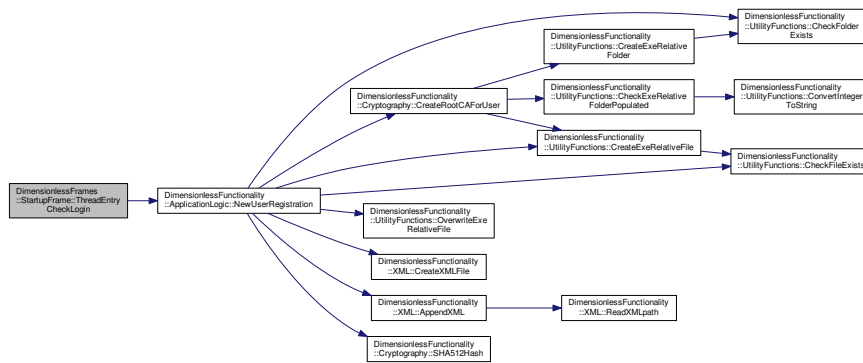 DimensionlessFrames
::StartupFrame::ThreadEntry
CheckLogin
DimensionlessFunctionality
::ApplicationLogic::NewUserRegistration
DimensionlessFunctionality
::Cryptography::CreateRootCAForUser
DimensionlessFunctionality
::UtilityFunctions::CreateExeRelative
Folder
DimensionlessFunctionality
::UtilityFunctions::CheckFolder
Exists
DimensionlessFunctionality
::UtilityFunctions::CheckExeRelative
FolderPopulated
DimensionlessFunctionality
::UtilityFunctions::ConvertInteger
ToString
DimensionlessFunctionality
::UtilityFunctions::CreateExeRelativeFile
DimensionlessFunctionality
::UtilityFunctions::CheckFileExists
DimensionlessFunctionality
::UtilityFunctions::OverwriteExe
RelativeFile
DimensionlessFunctionality
::XML::CreateXMLFile
DimensionlessFunctionality
::XML::AppendXML
DimensionlessFunctionality
::XML::ReadXMLpath
DimensionlessFunctionality
::Cryptography::SHA512Hash